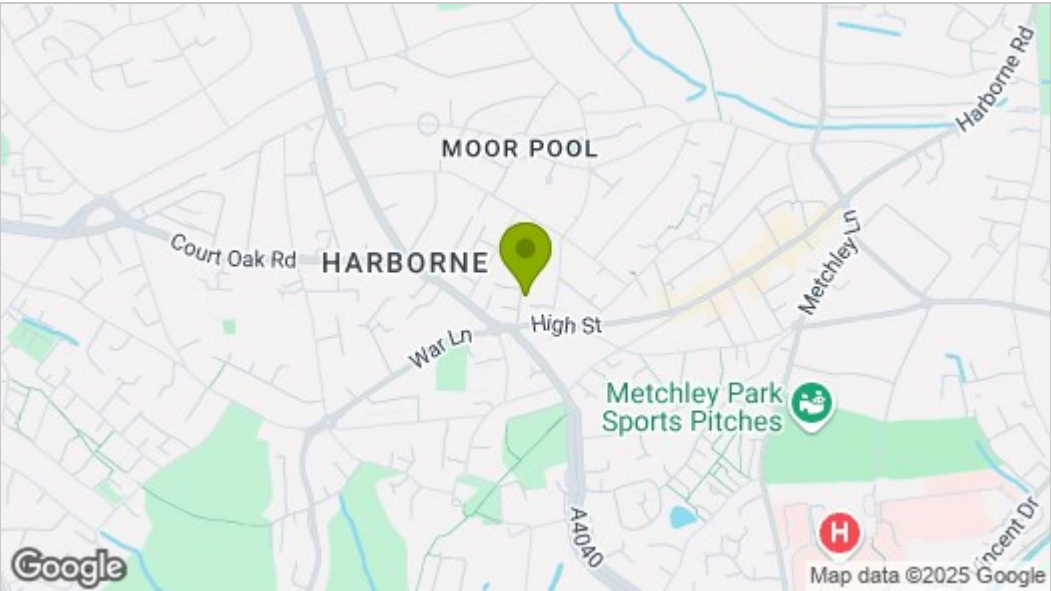 Harborne Rd
MOOR POOL
Court Oak Rd
HARBORNE
Metchley Ln
High St
War Ln
Metchley Park
Sports Pitches
A4040
H
Vincent Dr
Google
Map data ©2025 Google